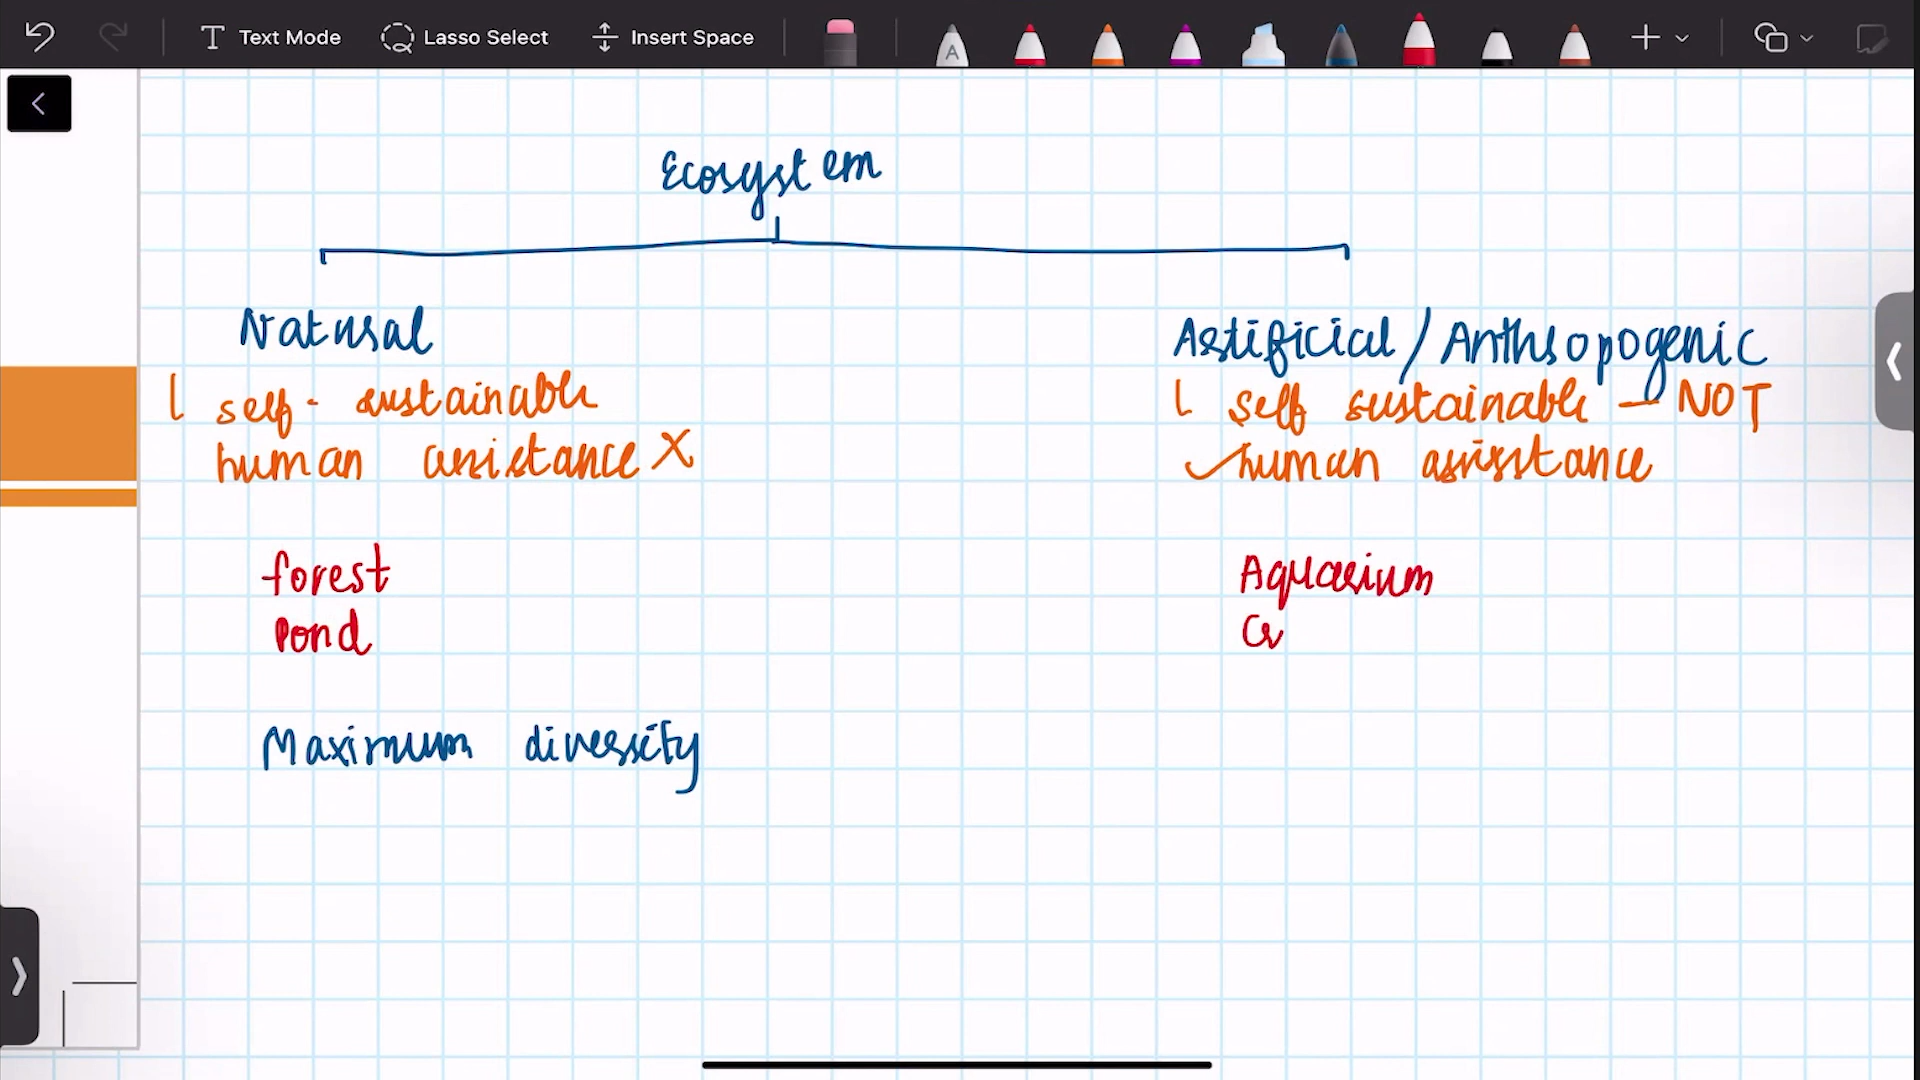 Text Mode Lasso Select Insert Space
A
Ecosystem
Natural
self-sustainable
human assistance X
Forest
Pond
Maximum diversity
Artificial / Anthropogenic
self sustainable – NOT
✓human assistance
Aquarium
Cr